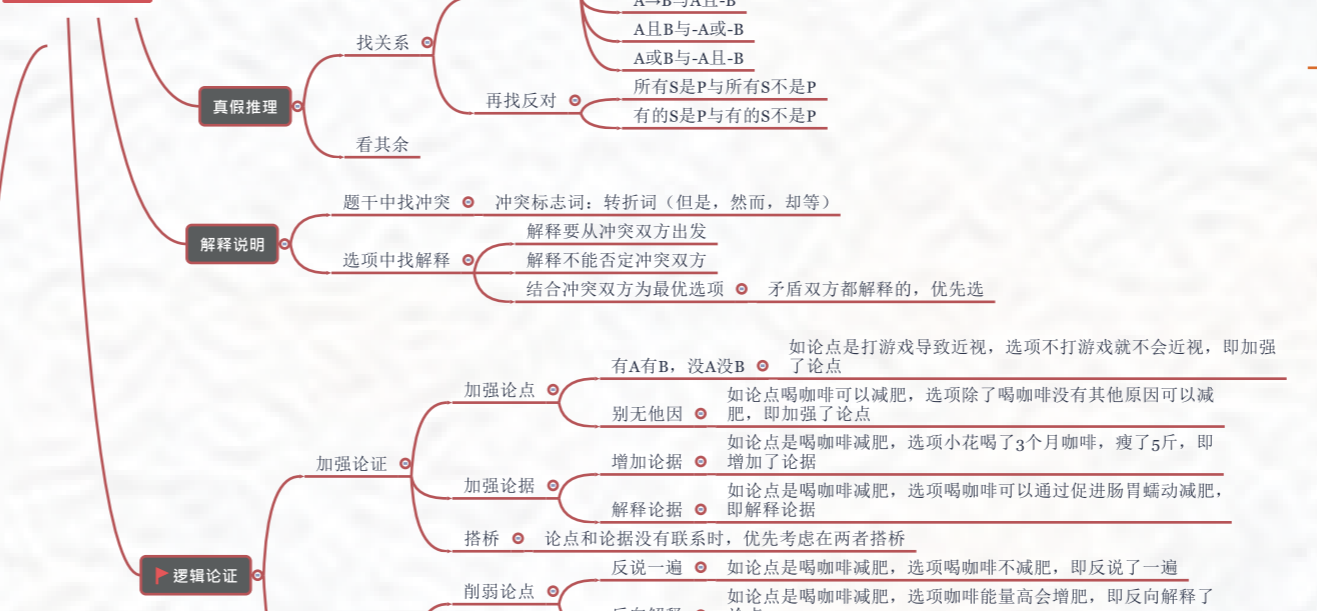 A→B与A且-B
A且B与-A或-B
找关系
A或B与-A且-B
所有S是P与所有S不是P
再找反对
真假推理
有的S是P与有的S不是P
看其余
题干中找冲突
冲突标志词：转折词（但是，然而，却等）
解释要从冲突双方出发
解释说明
选项中找解释
解释不能否定冲突双方
结合冲突双方为最优选项
矛盾双方都解释的，优先选
有A有B，没A没B
如论点是打游戏导致近视，选项不打游戏就不会近视，即加强
了论点
加强论点
别无他因
如论点喝咖啡可以减肥，选项除了喝咖啡没有其他原因可以减
肥，即加强了论点
加强论证
增加论据
如论点是喝咖啡减肥，选项小花喝了3个月咖啡，瘦了5斤，即
增加了论据
加强论据
解释论据
如论点是喝咖啡减肥，选项喝咖啡可以通过促进肠胃蠕动减肥，
即解释论据
搭桥
论点和论据没有联系时，优先考虑在两者搭桥
逻辑论证
反说一遍
如论点是喝咖啡减肥，选项喝咖啡不减肥，即反说了一遍
削弱论点
如论点是喝咖啡减肥，选项咖啡能量高会增肥，即反向解释了